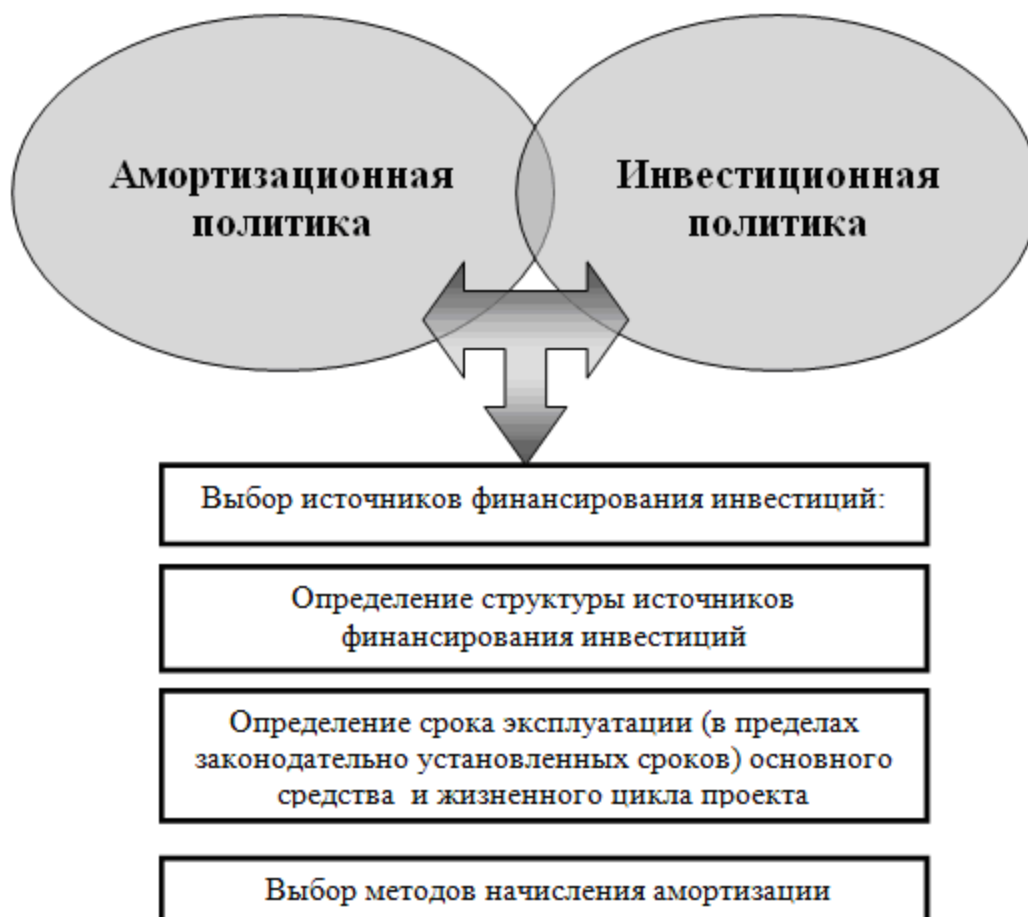 Амортизационная
политика
Инвестиционная
политика
Выбор источников финансирования инвестиций:
Определение структуры источников
финансирования инвестиций
Определение срока эксплуатации (в пределах
законодательно установленных сроков) основного
средства и жизненного цикла проекта
Выбор методов начисления амортизации